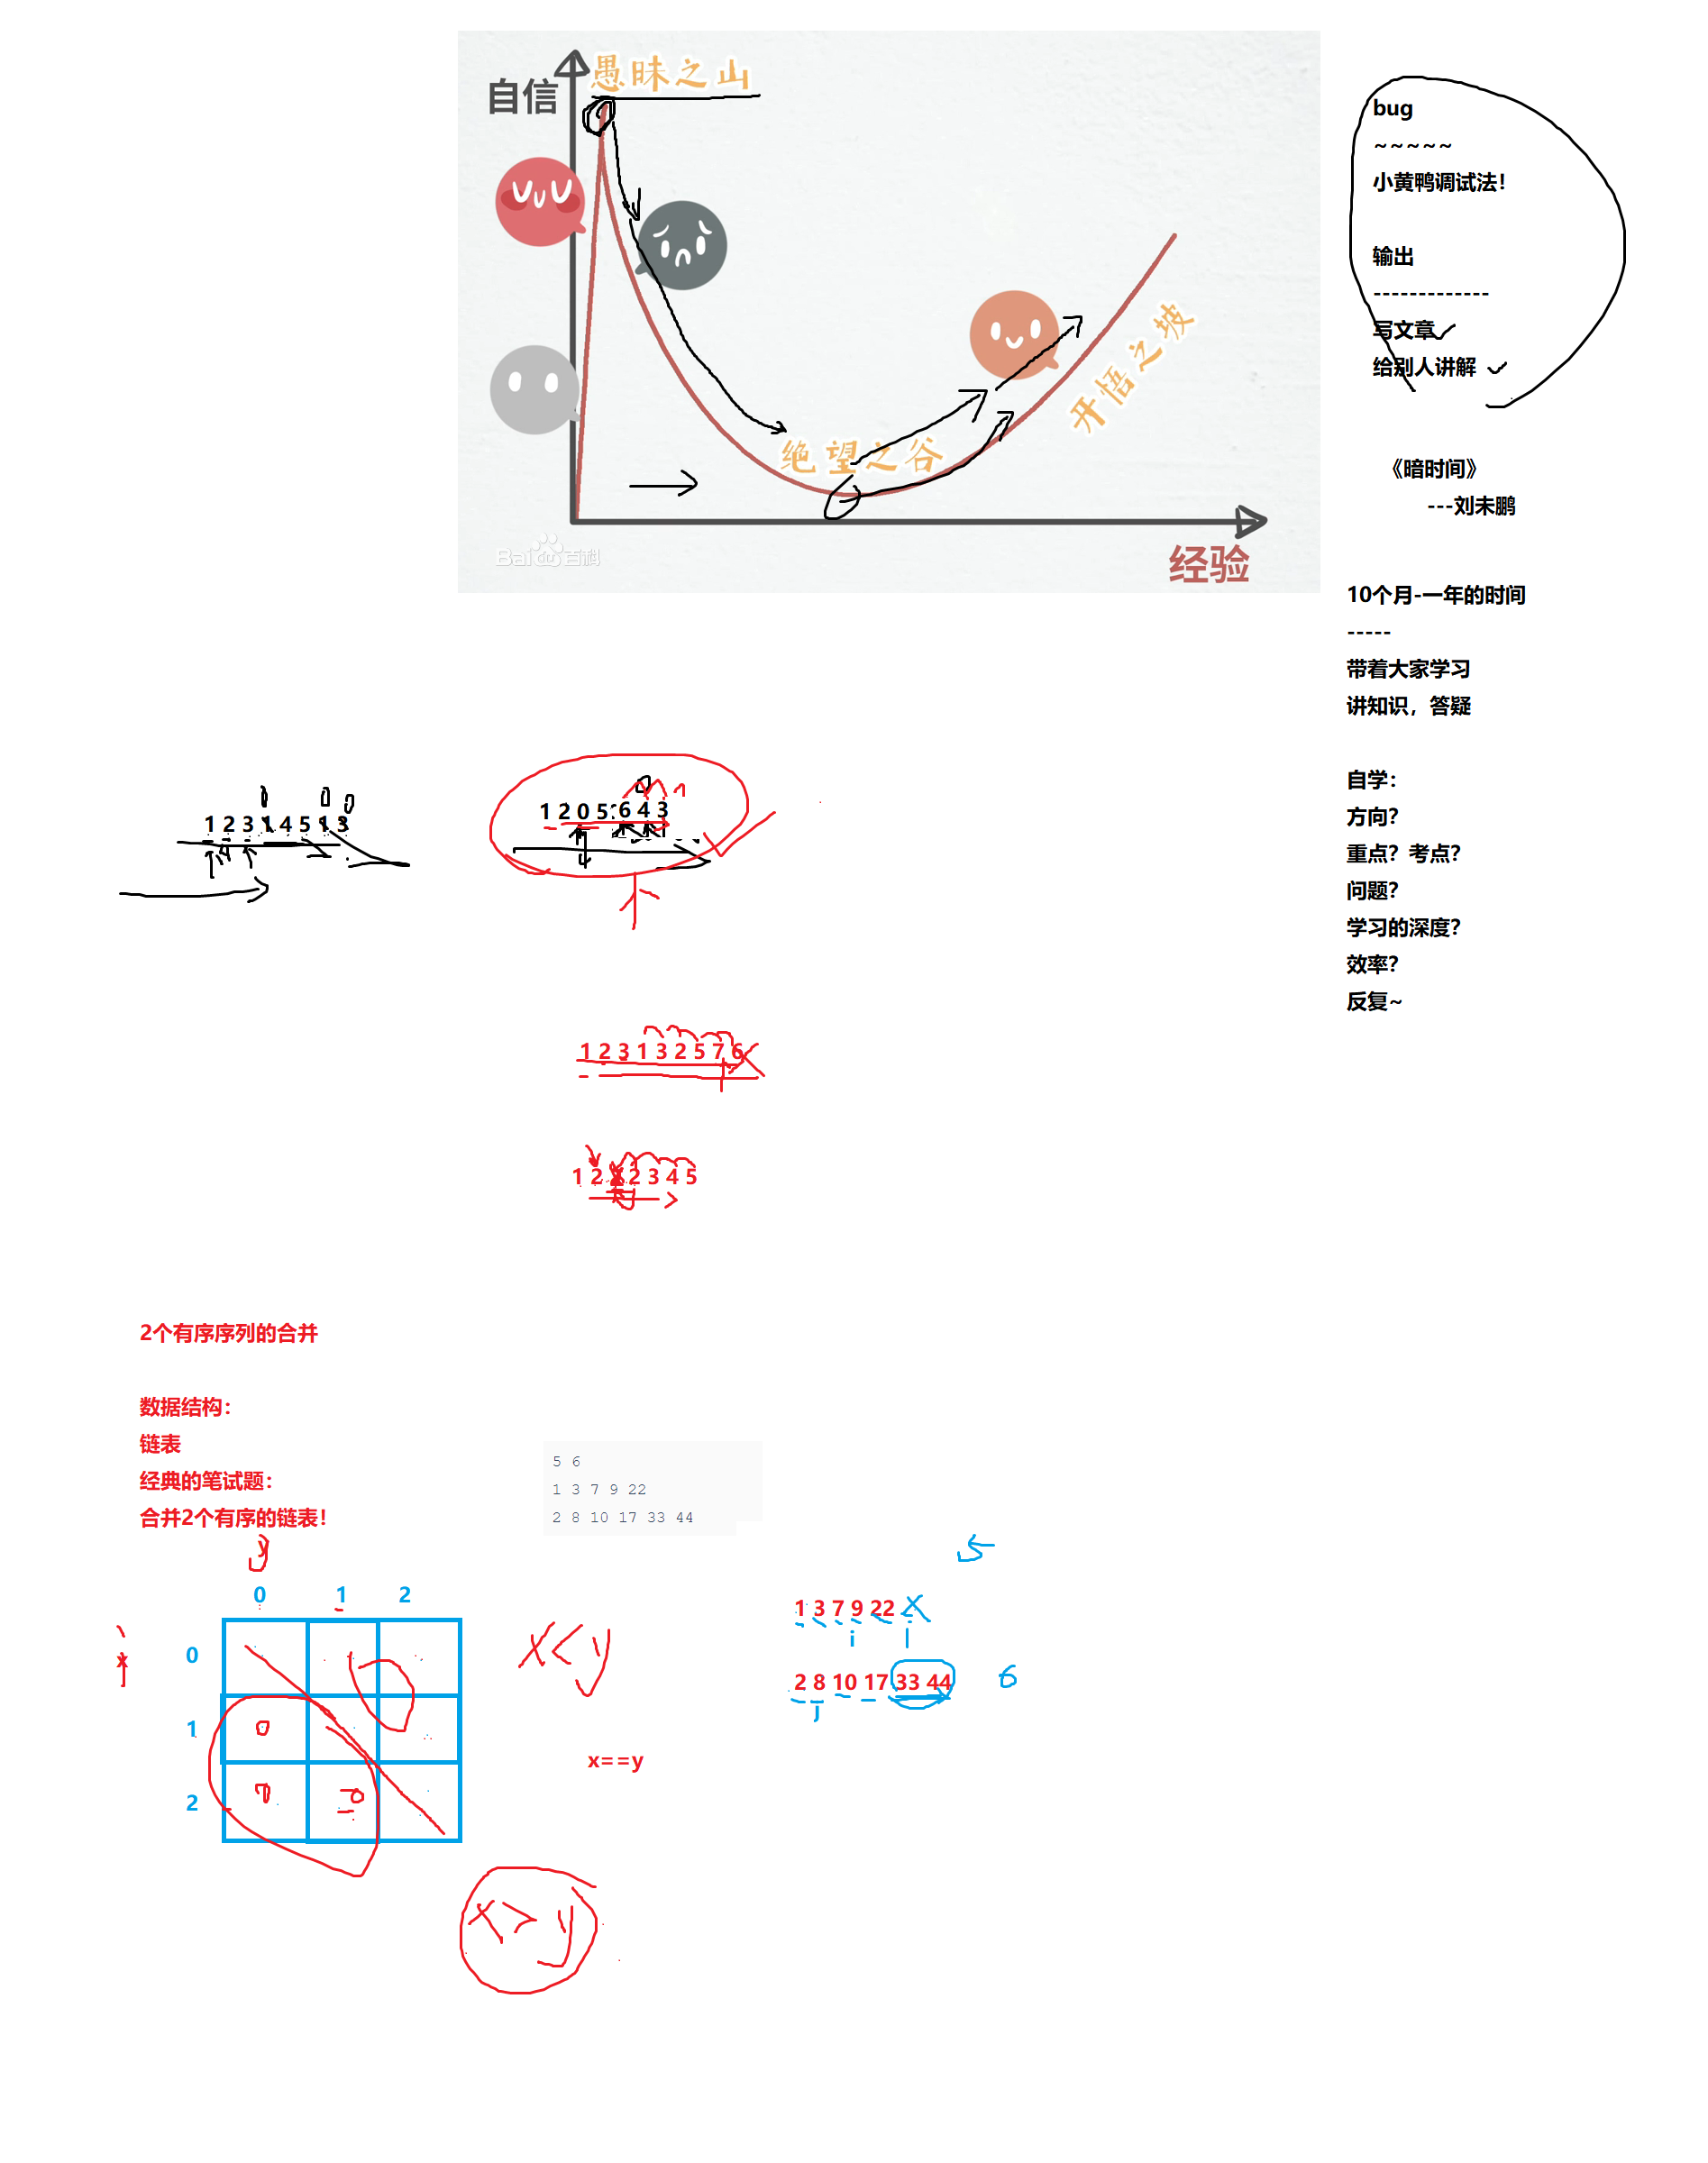 愚昧之山
自信
绝望之谷
开悟之坡
经验
Baidu百科
bug
~~~~~
小黄鸭调试法!
输出
-------------
写文章
给别人讲解
《暗时间》
---刘未鹏
10个月-一年的时间
-----
带着大家学习
讲知识，答疑
自学：
方向?
重点？考点?
问题?
学习的深度?
效率?
反复~
1 2 3 1 4 5 1 3
1 2 0 5 6 4 3
1 2 3 1 3 2 5 7 6
1 2 2 3 4 5
2个有序序列的合并
数据结构：
链表
经典的笔试题：
合并2个有序的链表!
5 6
1 3 7 9 22
2 8 10 17 33 44
y
0 1 2
x
0
1
2
0
x<y
x==y
x>y
5
1 3 7 9 22
i
2 8 10 17 33 44
6
j